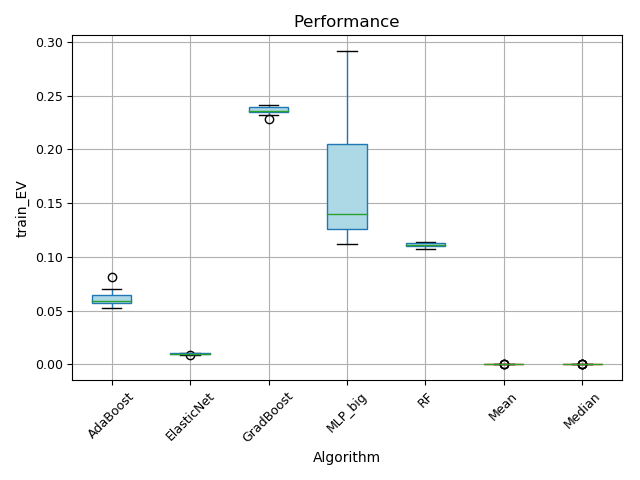 Performance
0.30
0.25
0.20
0.15
0.10
0.05
0.00
train_EV
AdaBoost
ElasticNet
GradBoost
MLP_big
RF
Mean
Median
Algorithm